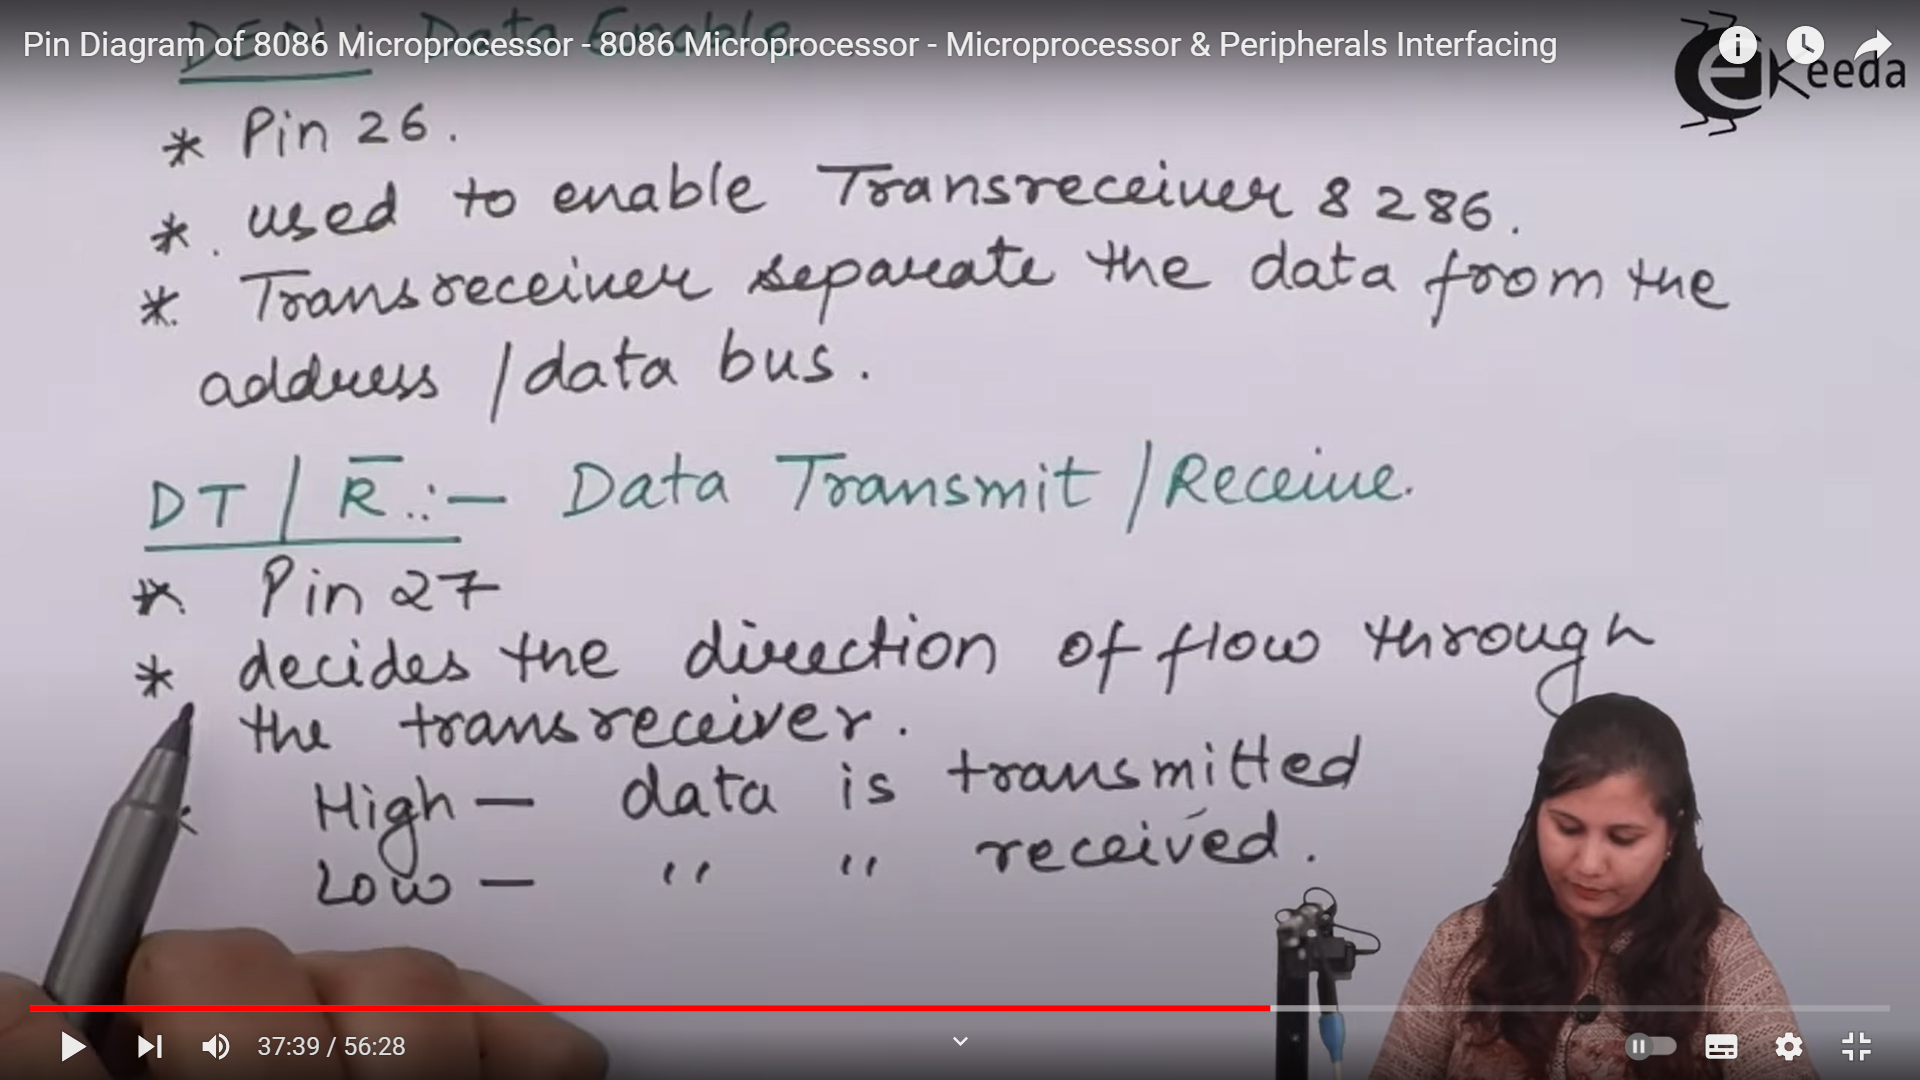 DEN : Data Enable
Pin Diagram of 8086 Microprocessor - 8086 Microprocessor - Microprocessor & Peripherals Interfacing
eKeeda
* Pin 26.
* used to enable Transreceiver 8286.
* Transreceiver separate the data from the
address / data bus.
DT / R̅ :- Data Transmit / Receive.
* Pin 27
* decides the direction of flow through
the transreceiver.
* High — data is transmitted
Low — " " received.
37:39 / 56:28